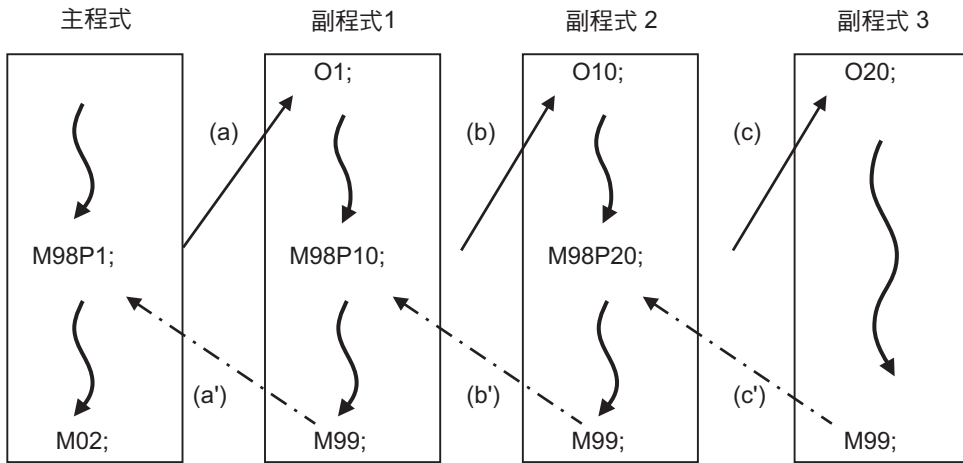 主程式
副程式1
副程式 2
副程式 3
O1;
O10;
O20;
(a)
(b)
(c)
M98P1;
M98P10;
M98P20;
(a')
(b')
(c')
M02;
M99;
M99;
M99;